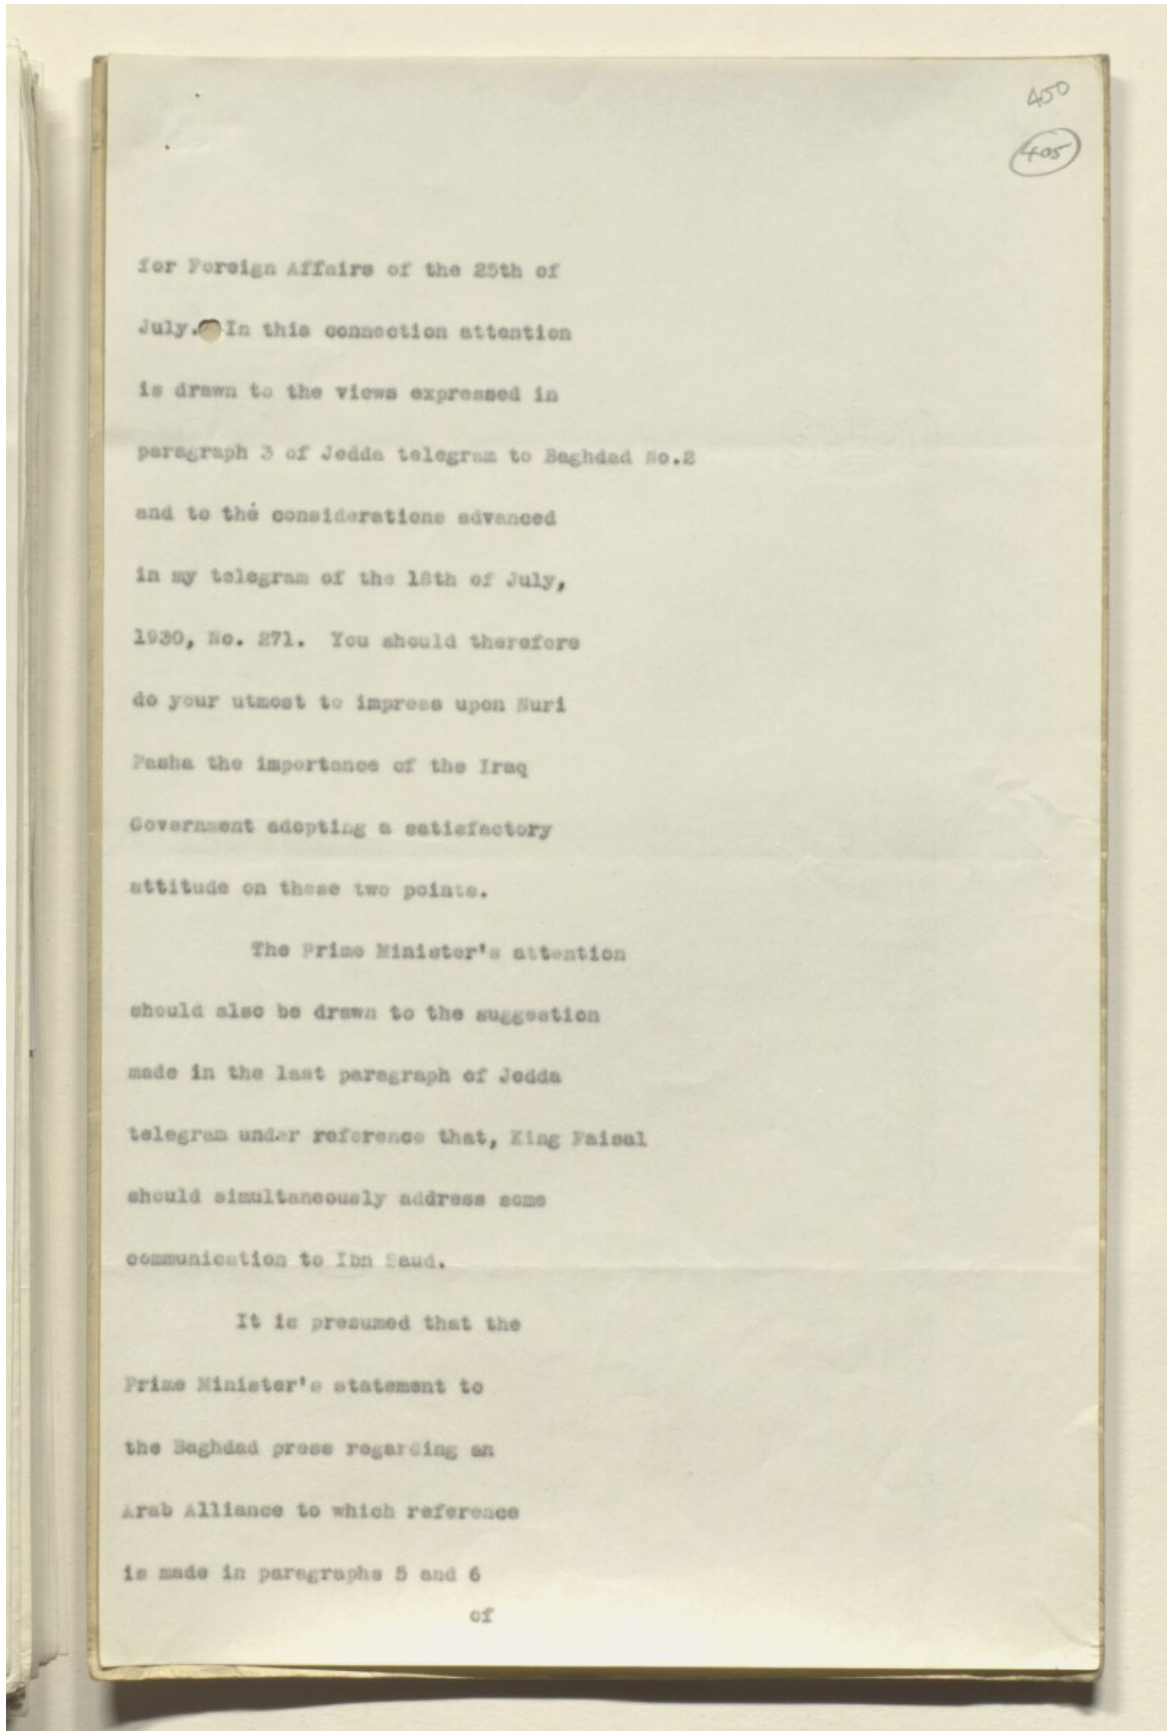 450
405
for Foreign Affairs of the 25th of
July. In this connection attention
is drawn to the views expressed in
paragraph 3 of Jedda telegram to Baghdad No.2
and to the considerations advanced
in my telegram of the 18th of July,
1930, No. 271. You should therefore
do your utmost to impress upon Nuri
Pasha the importance of the Iraq
Government adopting a satisfactory
attitude on these two points.
The Prime Minister's attention
should also be drawn to the suggestion
made in the last paragraph of Jedda
telegram under reference that, King Faisal
should simultaneously address some
communication to Ibn Saud.
It is presumed that the
Prime Minister's statement to
the Baghdad press regarding an
Arab Alliance to which reference
is made in paragraphs 5 and 6
of